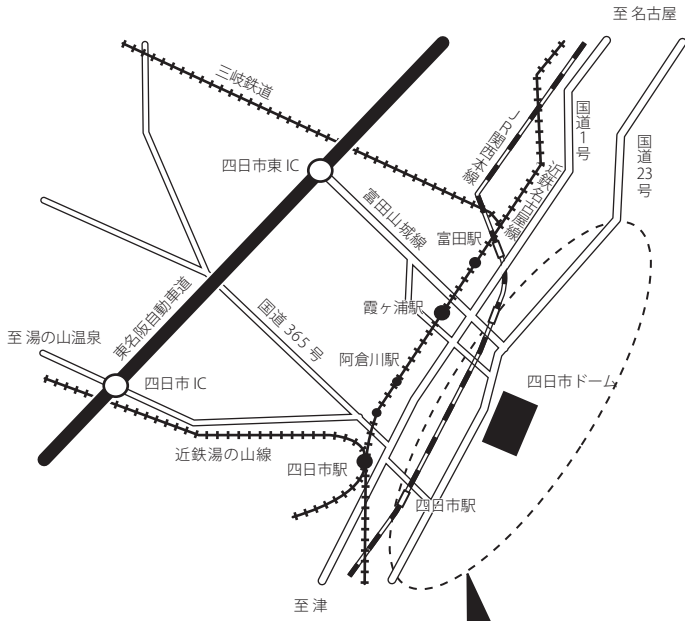 至 名古屋
三岐鉄道
国道1号
JR関西本線
国道23号
四日市東 IC
近鉄名古屋線
富田山城線
富田駅
東名阪自動車道
国道 365 号
霞ヶ浦駅
至 湯の山温泉
阿倉川駅
四日市 IC
四日市ドーム
近鉄湯の山線
四日市駅
四日市駅
至 津